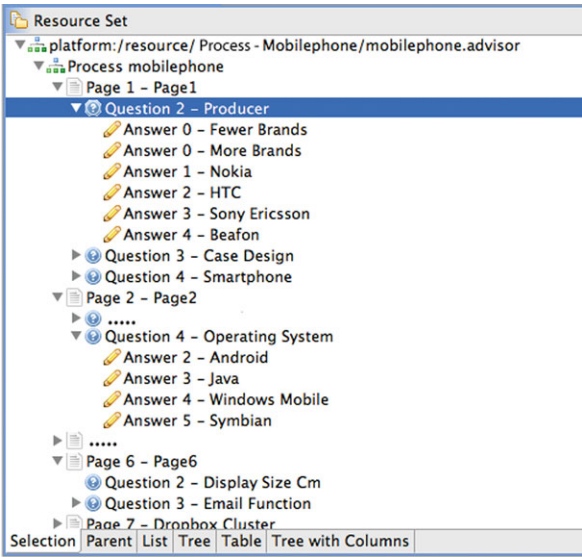 Resource Set
platform:/resource/ Process - Mobilephone/mobilephone.advisor
Process mobilephone
Page 1 - Page1
Question 2 - Producer
Answer 0 - Fewer Brands
Answer 0 - More Brands
Answer 1 - Nokia
Answer 2 - HTC
Answer 3 - Sony Ericsson
Answer 4 - Beafon
Question 3 - Case Design
Question 4 - Smartphone
Page 2 - Page2
.....
Question 4 - Operating System
Answer 2 - Android
Answer 3 - Java
Answer 4 - Windows Mobile
Answer 5 - Symbian
.....
Page 6 - Page6
Question 2 - Display Size Cm
Question 3 - Email Function
Page 7 - Dropbox Cluster
Selection Parent List Tree Table Tree with Columns